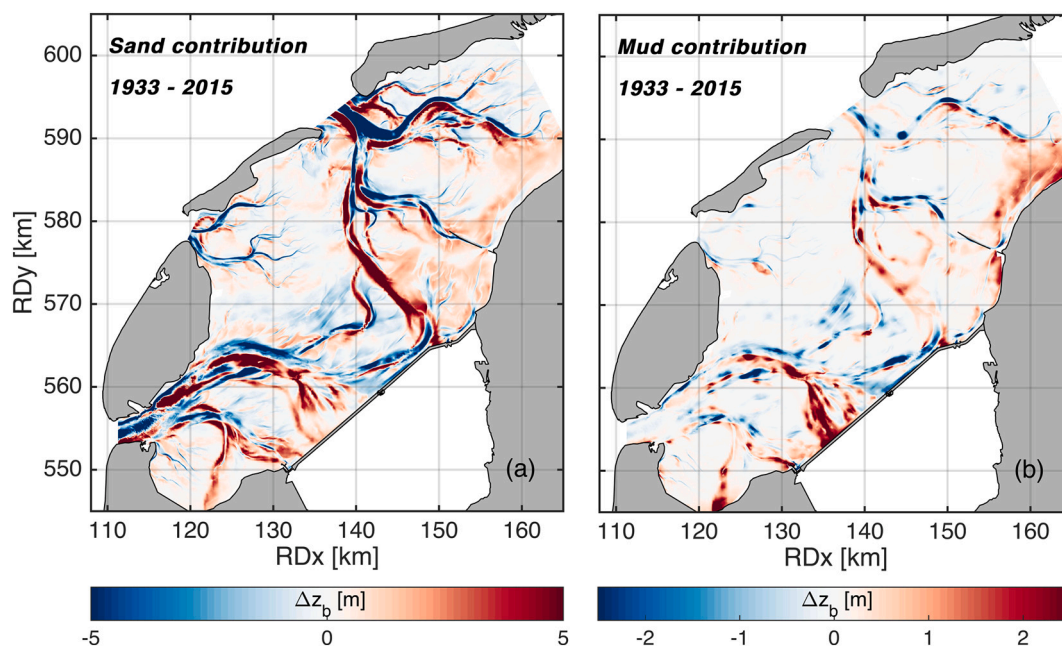 Sand contribution
1933 - 2015
Mud contribution
1933 - 2015
600
590
580
570
560
550
RDy [km]
(a)
(b)
110 120 130 140 150 160
110 120 130 140 150 160
RDx [km]
RDx [km]
Δz_b [m]
Δz_b [m]
-5 0 5
-2 -1 0 1 2